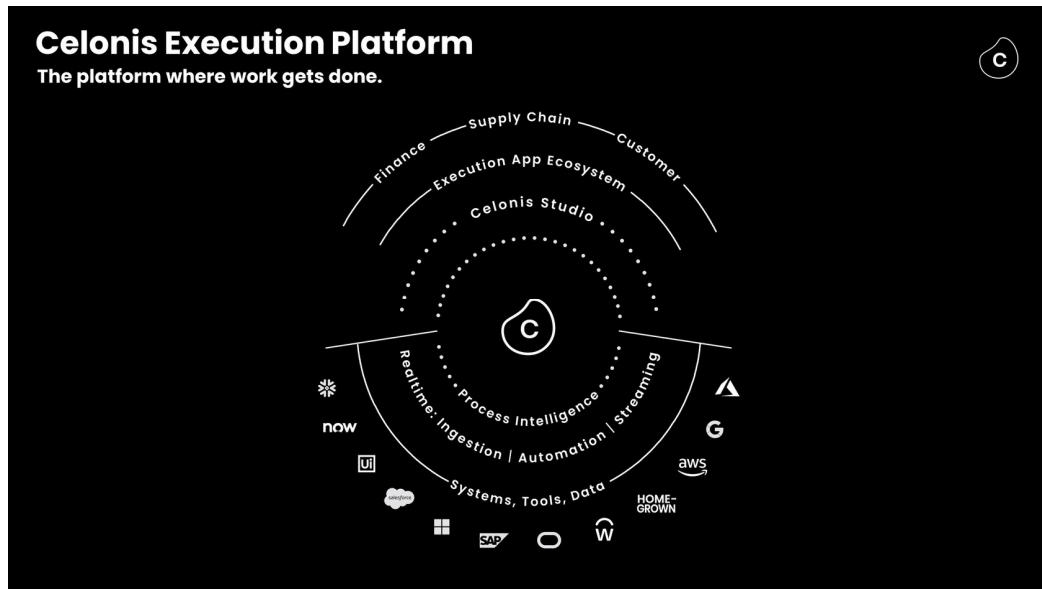 Celonis Execution Platform
The platform where work gets done.
C
Finance
Supply Chain
Customer
Execution App Ecosystem
Celonis Studio
C
Process Intelligence
Realtime: Ingestion | Automation | Streaming
Systems, Tools, Data
now
Ui
salesforce
SAP
W
HOME-
GROWN
aws
G